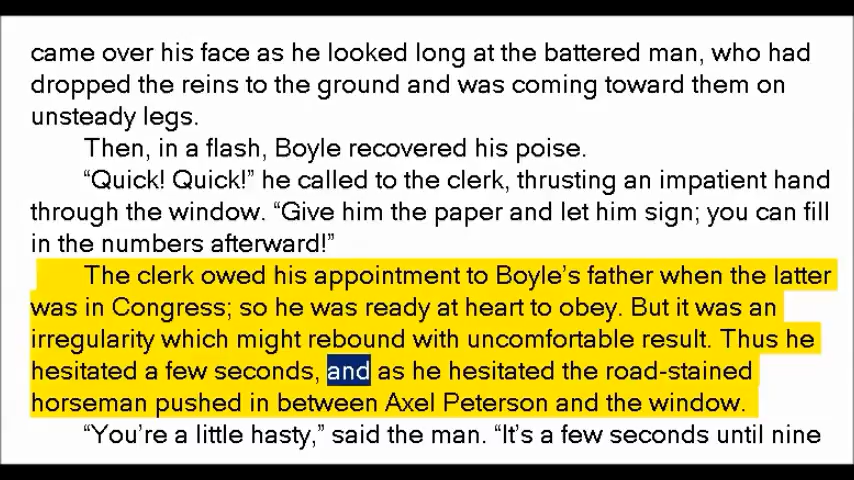 came over his face as he looked long at the battered man, who had
dropped the reins to the ground and was coming toward them on
unsteady legs.
Then, in a flash, Boyle recovered his poise.
“Quick! Quick!” he called to the clerk, thrusting an impatient hand
through the window. “Give him the paper and let him sign; you can fill
in the numbers afterward!”
The clerk owed his appointment to Boyle’s father when the latter
was in Congress; so he was ready at heart to obey. But it was an
irregularity which might rebound with uncomfortable result. Thus he
hesitated a few seconds, and as he hesitated the road-stained
horseman pushed in between Axel Peterson and the window.
“You’re a little hasty,” said the man. “It’s a few seconds until nine